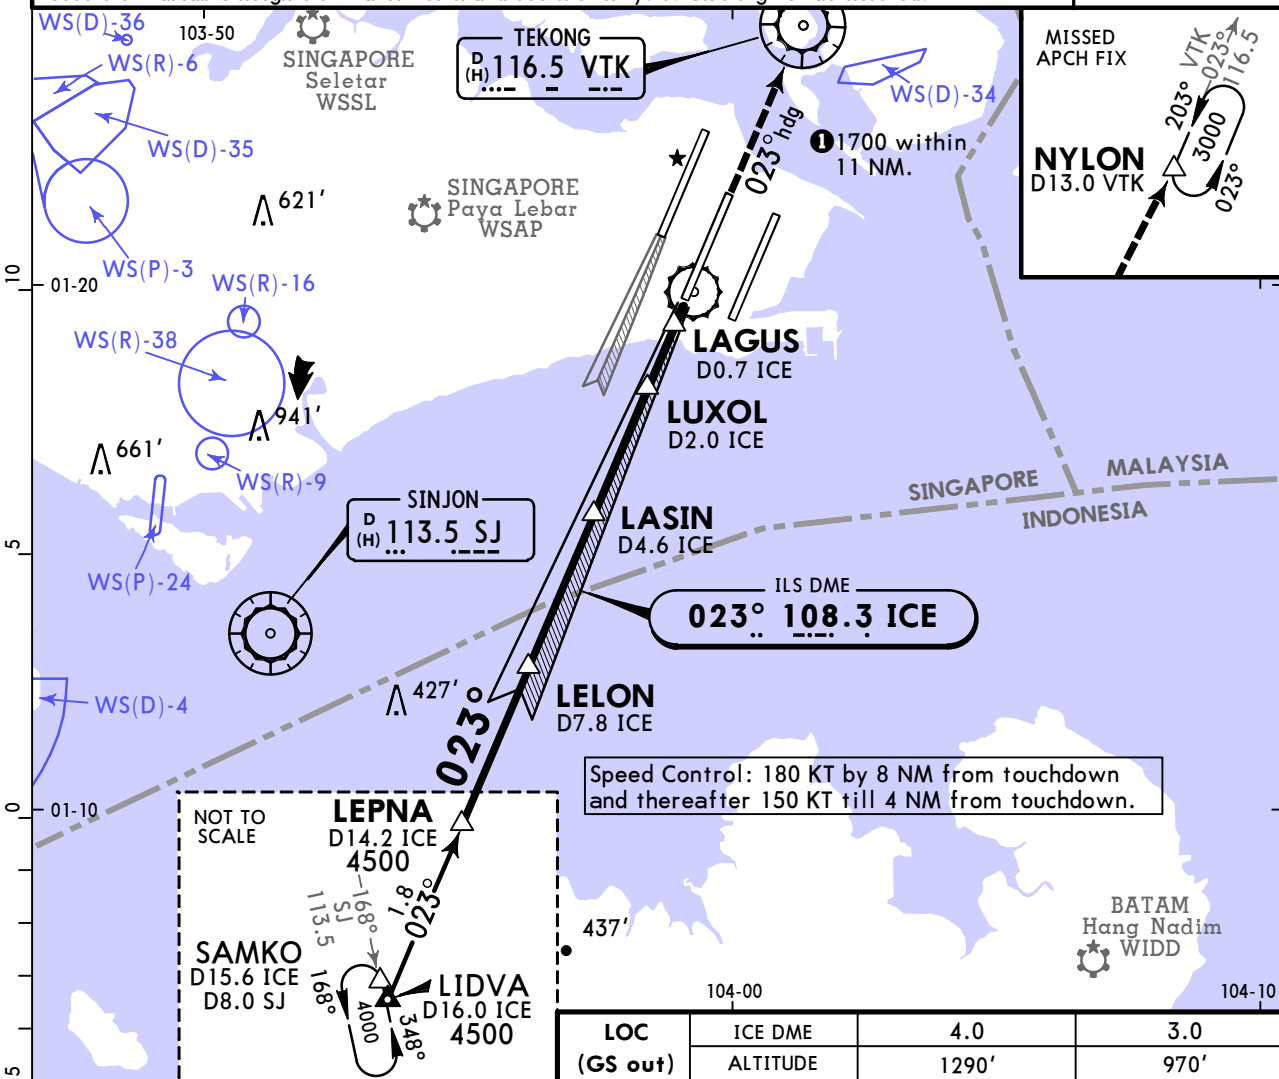 WS(D)-36
103-50
WS(R)-6
SINGAPORE
Seletar
WSSL
TEKONG
D
(H)
116.5 VTK
WS(D)-34
MISSED
APCH FIX
VTK
023°
116.5
203°
3000
023°
NYLON
D13.0 VTK
WS(D)-35
023° hdg
1 1700 within
11 NM.
621'
SINGAPORE
Paya Lebar
WSAP
WS(P)-3
10
01-20
WS(R)-16
WS(R)-38
LAGUS
D0.7 ICE
LUXOL
D2.0 ICE
941'
661'
WS(R)-9
SINGAPORE
MALAYSIA
INDONESIA
SINJON
D
(H)
113.5 SJ
LASIN
D4.6 ICE
5
WS(P)-24
ILS DME
023° 108.3 ICE
WS(D)-4
427'
023°
LELON
D7.8 ICE
Speed Control: 180 KT by 8 NM from touchdown
and thereafter 150 KT till 4 NM from touchdown.
0
01-10
NOT TO
SCALE
LEPNA
D14.2 ICE
4500
168°
SJ
113.5
1.8
023°
SAMKO
D15.6 ICE
D8.0 SJ
168°
4000
348°
LIDVA
D16.0 ICE
4500
437'
BATAM
Hang Nadim
WIDD
104-00
104-10
5
LOC
(GS out)
ICE DME
4.0
3.0
ALTITUDE
1290'
970'